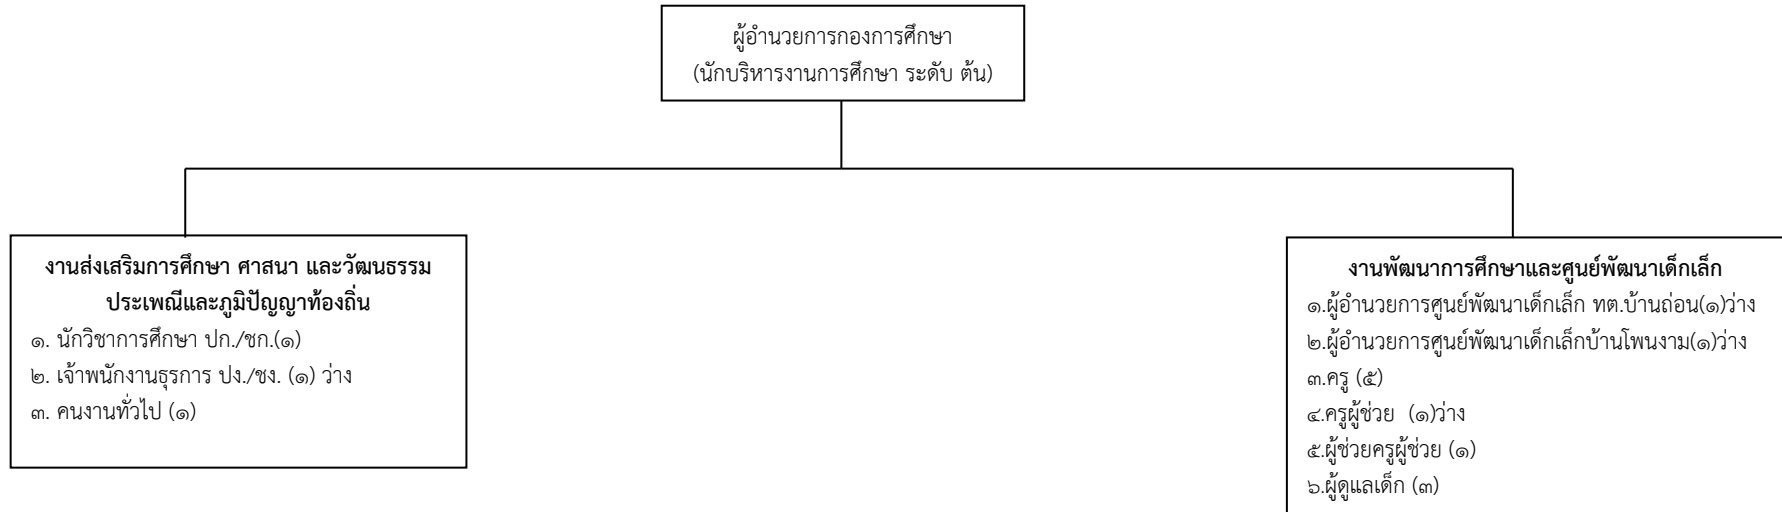 ผู้อำนวยการกองการศึกษา
(นักบริหารงานการศึกษา ระดับ ต้น)
งานส่งเสริมการศึกษา ศาสนา และวัฒนธรรม
ประเพณีและภูมิปัญญาท้องถิ่น
๑. นักวิชาการศึกษา ปก./ชก.(๑)
๒. เจ้าพนักงานธุรการ ปง./ชง. (๑) ว่าง
๓. คนงานทั่วไป (๑)
งานพัฒนาการศึกษาและศูนย์พัฒนาเด็กเล็ก
๑.ผู้อำนวยการศูนย์พัฒนาเด็กเล็ก ทต.บ้านถ่อน(๑)ว่าง
๒.ผู้อำนวยการศูนย์พัฒนาเด็กเล็กบ้านโพนงาม(๑)ว่าง
๓.ครู (๕)
๔.ครูผู้ช่วย (๑)ว่าง
๕.ผู้ช่วยครูผู้ช่วย (๑)
๖.ผู้ดูแลเด็ก (๓)